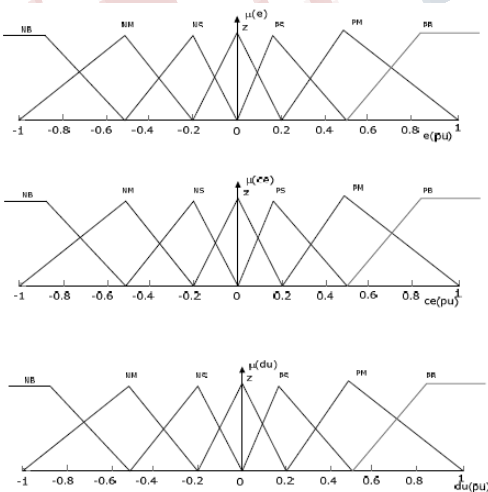 μ(e)
NB NM NS Z PS PM PB
-1 -0.8 -0.6 -0.4 -0.2 0 0.2 0.4 0.6 0.8 1
e(pu)
μ(ce)
NB NM NS Z PS PM PB
-1 -0.8 -0.6 -0.4 -0.2 0 0.2 0.4 0.6 0.8 1
ce(pu)
μ(du)
NB NM NS Z PS PM PB
-1 -0.8 -0.6 -0.4 -0.2 0 0.2 0.4 0.6 0.8 1
du(pu)